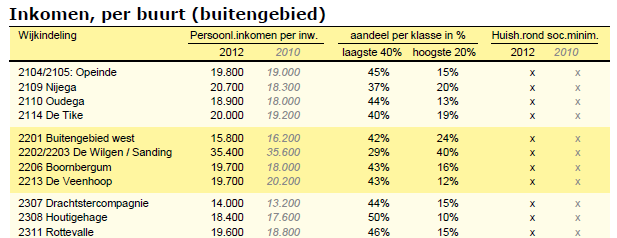 Inkomen, per buurt (buitengebied)
Wijkindeling Persoonl.inkomen per inw. aandeel per klasse in % Huish.rond soc.minim.
2012 2010 laagste 40% hoogste 20% 2012 2010
2104/2105: Opeinde 19.800 19.000 45% 15% x x
2109 Nijega 20.700 18.300 37% 20% x x
2110 Oudega 18.900 18.000 44% 13% x x
2114 De Tike 20.000 19.200 40% 19% x x
2201 Buitengebied west 15.800 16.200 42% 24% x x
2202/2203 De Wilgen / Sanding 35.400 35.600 29% 40% x x
2206 Boornbergum 19.700 18.000 43% 16% x x
2213 De Veenhoop 19.700 20.200 43% 12% x x
2307 Drachtstercompagnie 14.000 13.200 44% 15% x x
2308 Houtigehage 18.400 17.600 50% 10% x x
2311 Rottevalle 19.600 18.800 46% 15% x x